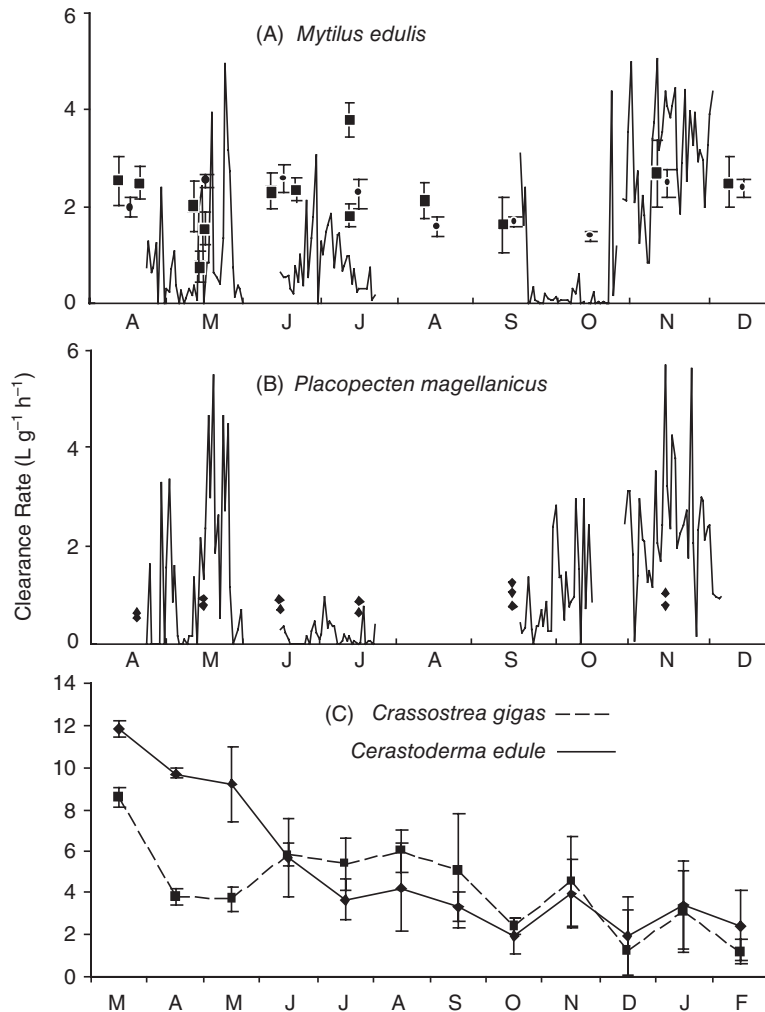 6
(A) Mytilus edulis
4
2
0
A M J J A S O N D
6
(B) Placopecten magellanicus
4
2
0
A M J J A S O N D
Clearance Rate (L g⁻¹ h⁻¹)
14
(C) Crassostrea gigas
12
Cerastoderma edule
10
8
6
4
2
0
M A M J J A S O N D J F